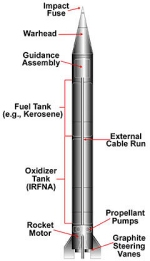 Impact
Fuse
Warhead
Guidance
Assembly
Fuel Tank
(e.g., Kerosene)
External
Cable Run
Oxidizer
Tank
(IRFNA)
Propellant
Pumps
Rocket
Motor
Graphite
Steering
Vanes